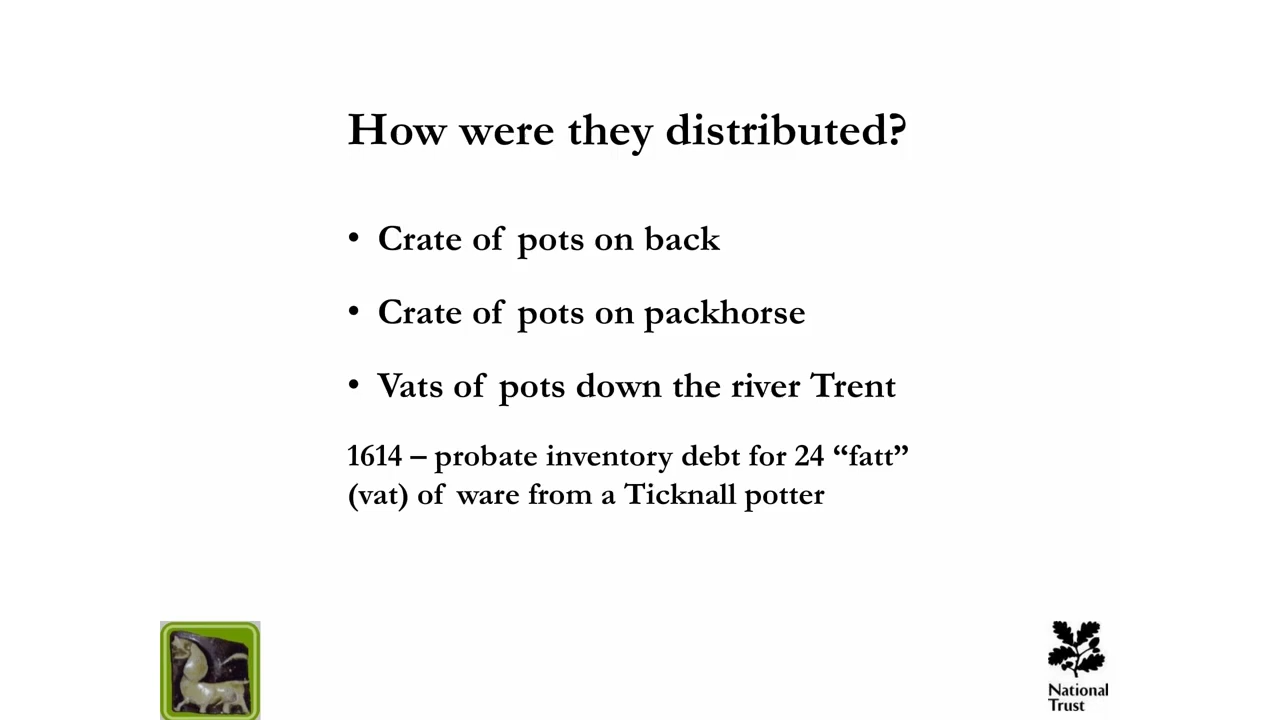 How were they distributed?
• Crate of pots on back
• Crate of pots on packhorse
• Vats of pots down the river Trent
1614 – probate inventory debt for 24 “fatt”
(vat) of ware from a Ticknall potter
National
Trust